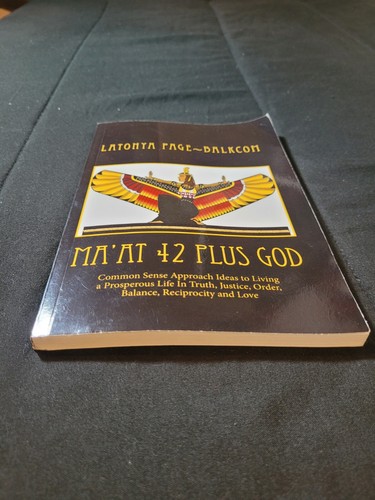 LATONYA PAGE~BALKCOM
MA'AT 42 PLUS GOD
Common Sense Approach Ideas to Living
a Prosperous Life In Truth, Justice, Order,
Balance, Reciprocity and Love